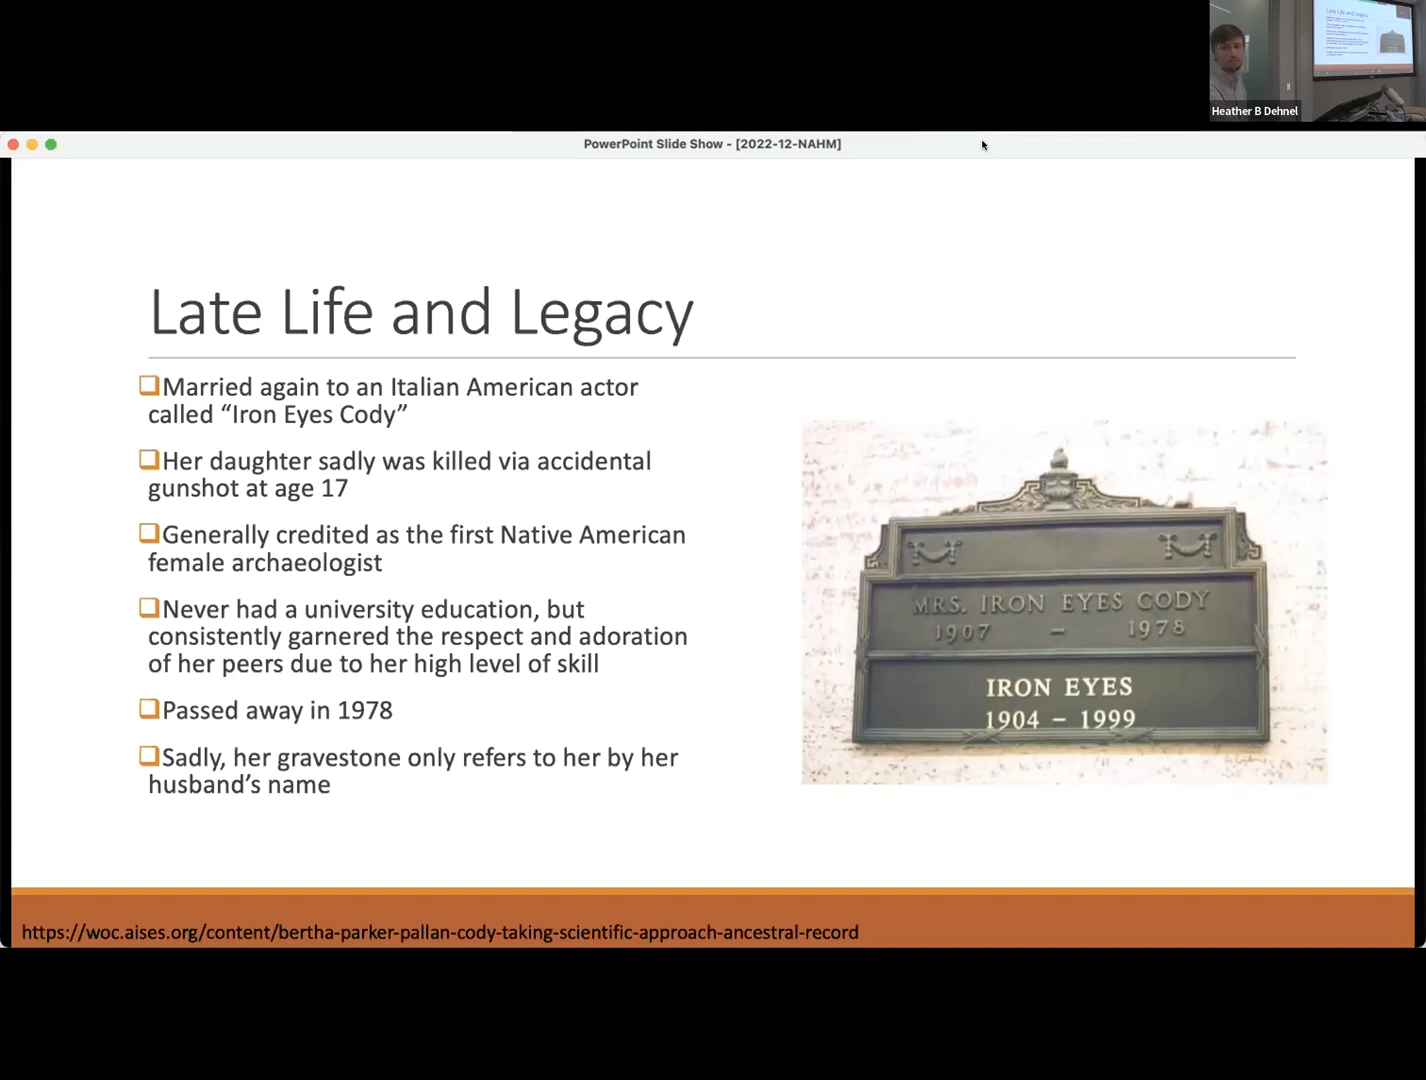 Late Life and Legacy
Heather B Dehnel
PowerPoint Slide Show - [2022-12-NAHM]
Late Life and Legacy
Married again to an Italian American actor
called “Iron Eyes Cody”
Her daughter sadly was killed via accidental
gunshot at age 17
Generally credited as the first Native American
female archaeologist
Never had a university education, but
consistently garnered the respect and adoration
of her peers due to her high level of skill
Passed away in 1978
Sadly, her gravestone only refers to her by her
husband’s name
MRS. IRON EYES CODY
1907 – 1978
IRON EYES
1904 – 1999
https://woc.aises.org/content/bertha-parker-pallan-cody-taking-scientific-approach-ancestral-record